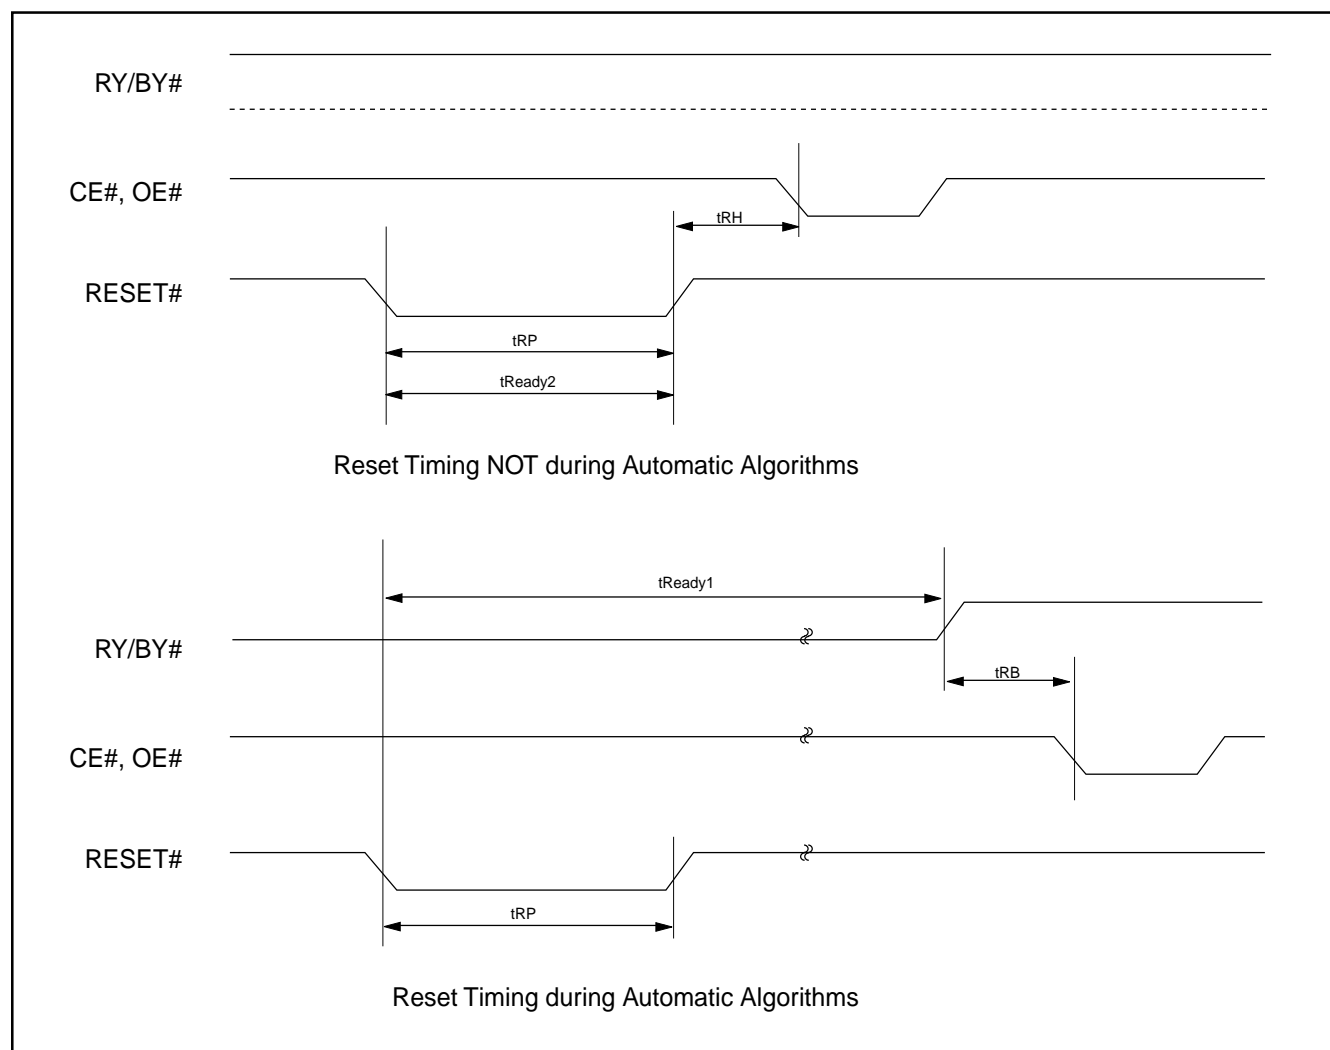 RY/BY#
CE#, OE#
tRH
RESET#
tRP
tReady2
Reset Timing NOT during Automatic Algorithms
tReady1
RY/BY#
tRB
CE#, OE#
RESET#
tRP
Reset Timing during Automatic Algorithms